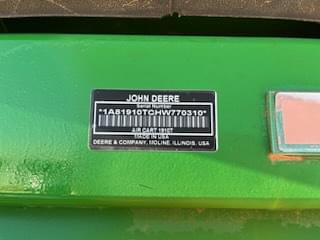 JOHN DEERE
Serial Number
*1A81910TCHW770310*
AIR CART 1910T
MADE IN USA
DEERE & COMPANY, MOLINE, ILLINOIS, USA